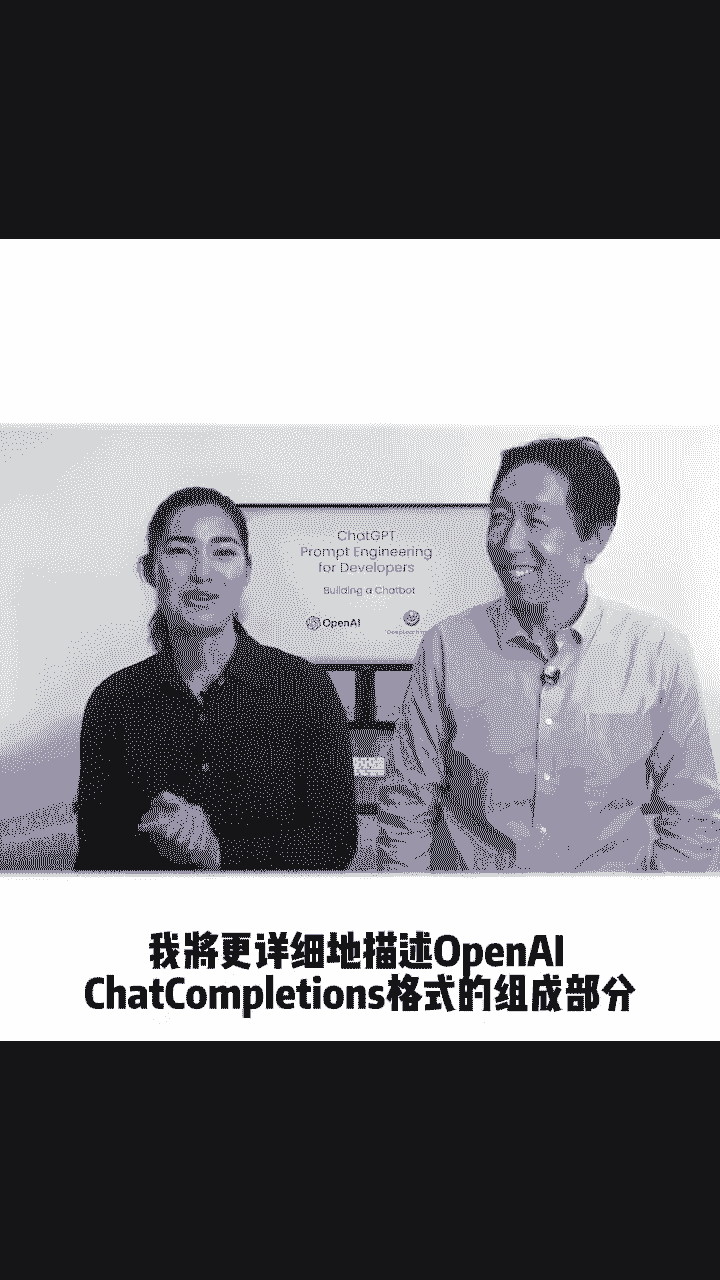 ChatGPT
Prompt Engineering
for Developers
Building a Chatbot
OpenAI
我將更详细地描述OpenAI
ChatCompletions格式的组成部分